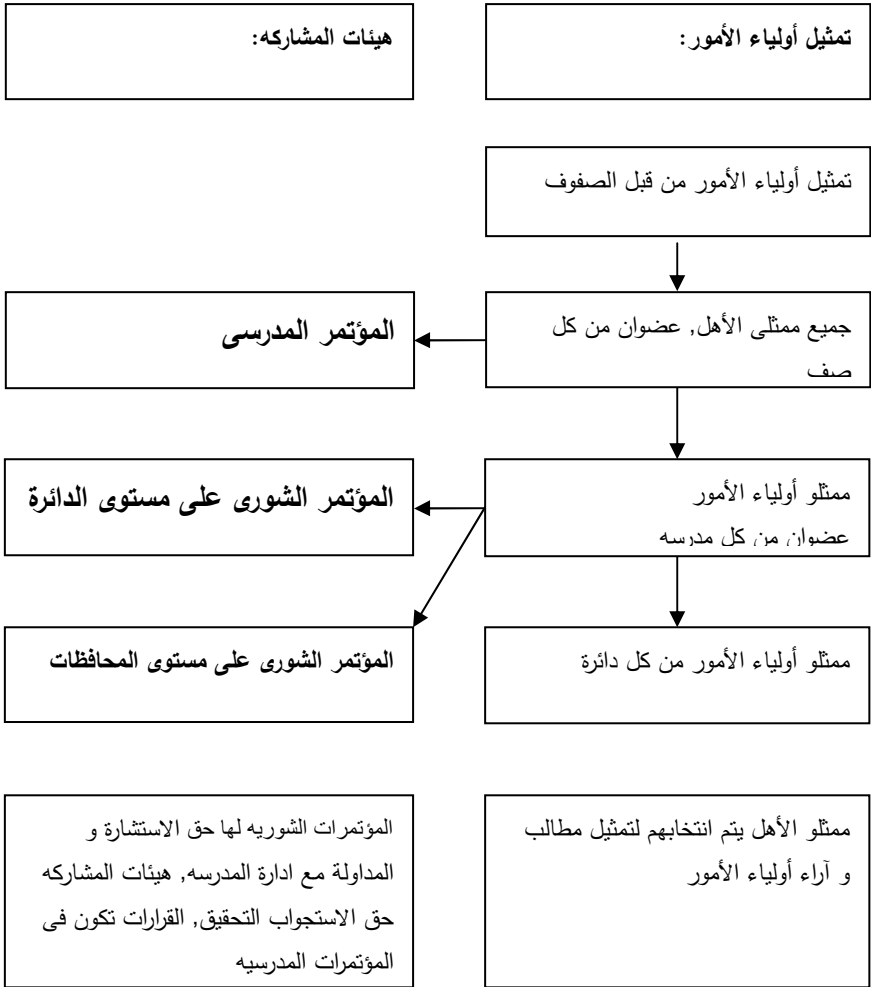 تمثيل أولياء الأمور:
هيئات المشاركه:
تمثيل أولياء الأمور من قبل الصفوف
جميع ممثلى الأهل, عضوان من كل
صف
المؤتمر المدرسى
ممثلو أولياء الأمور
عضوان من كل مدرسه
المؤتمر الشورى على مستوى الدائرة
ممثلو أولياء الأمور من كل دائرة
المؤتمر الشورى على مستوى المحافظات
ممثلو الأهل يتم انتخابهم لتمثيل مطالب
و آراء أولياء الأمور
المؤتمرات الشوريه لها حق الاستشارة و
المداولة مع ادارة المدرسه, هيئات المشاركه
حق الاستجواب التحقيق, القرارات تكون فى
المؤتمرات المدرسيه